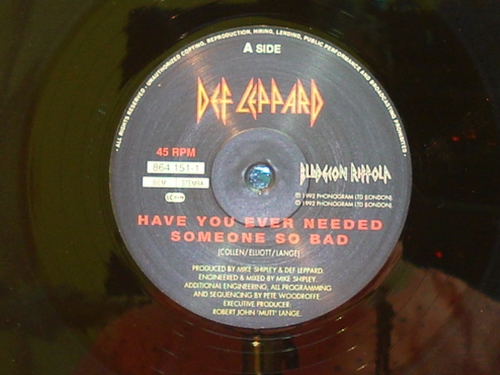 · ALL RIGHTS RESERVED · UNAUTHORIZED COPYING, REPRODUCTION, HIRING, LENDING, PUBLIC PERFORMANCE AND BROADCASTING PROHIBITED ·
A SIDE
DEF LEPPARD
45 RPM
864 151-1
BIEM STEMRA
BLUDGEON RIFFOLA
℗ 1992 PHONOGRAM LTD (LONDON)
© 1992 PHONOGRAM LTD (LONDON)
HAVE YOU EVER NEEDED
SOMEONE SO BAD
(COLLEN/ELLIOTT/LANGE)
PRODUCED BY MIKE SHIPLEY & DEF LEPPARD.
ENGINEERED & MIXED BY MIKE SHIPLEY.
ADDITIONAL ENGINEERING, ALL PROGRAMMING
AND SEQUENCING BY PETE WOODROFFE.
EXECUTIVE PRODUCER:
ROBERT JOHN 'MUTT' LANGE.